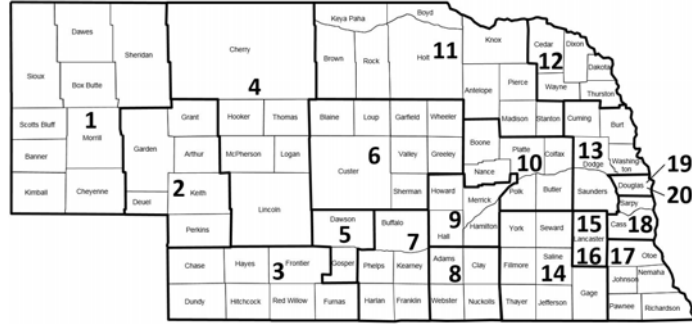 Boyd
Keya Paha
Dawes
Knox
Sheridan
Cherry
Cedar
Dixon
11
Holt
12
Brown
Rock
Dakota
Sioux
Box Butte
4
Pierce
Wayne
Thurston
Antelope
Grant
Hooker
Thomas
Blaine
Loup
Garfield
Wheeler
Madison
Stanton
Cuming
Burt
Scotts Bluff
1
Morrill
Garden
Boone
Platte
Colfax
13
Dodge
Washing
ton
19
Banner
Arthur
McPherson
Logan
6
Custer
Valley
Greeley
Nance
10
Douglas
20
Kimball
Cheyenne
2
Keith
Sherman
Howard
Polk
Butler
Saunders
Sarpy
Deuel
Lincoln
Merrick
Dawson
Buffalo
9
Hall
Hamilton
York
Seward
15
Lancaster
Cass
18
Perkins
5
7
16
17
Otoe
Chase
Hayes
3
Frontier
Gosper
Phelps
Kearney
Adams
8
Clay
Fillmore
Saline
14
Johnson
Nemaha
Dundy
Hitchcock
Red Willow
Furnas
Harlan
Franklin
Webster
Nuckolls
Thayer
Jefferson
Gage
Pawnee
Richardson